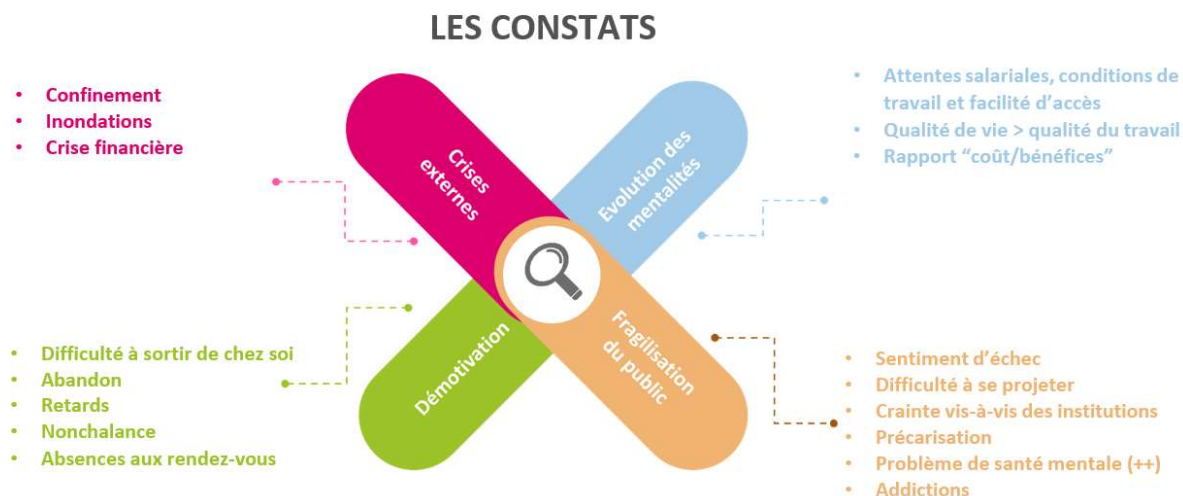 LES CONSTATS
• Confinement
• Inondations
• Crise financière
Crises
externes
Evolution des
mentalités
• Attentes salariales, conditions de
travail et facilité d'accès
• Qualité de vie > qualité du travail
• Rapport “coût/bénéfices”
• Difficulté à sortir de chez soi
• Abandon
• Retards
• Nonchalance
• Absences aux rendez-vous
Démotivation
Fragilisation
du public
• Sentiment d'échec
• Difficulté à se projeter
• Crainte vis-à-vis des institutions
• Précarisation
• Problème de santé mentale (++)
• Addictions